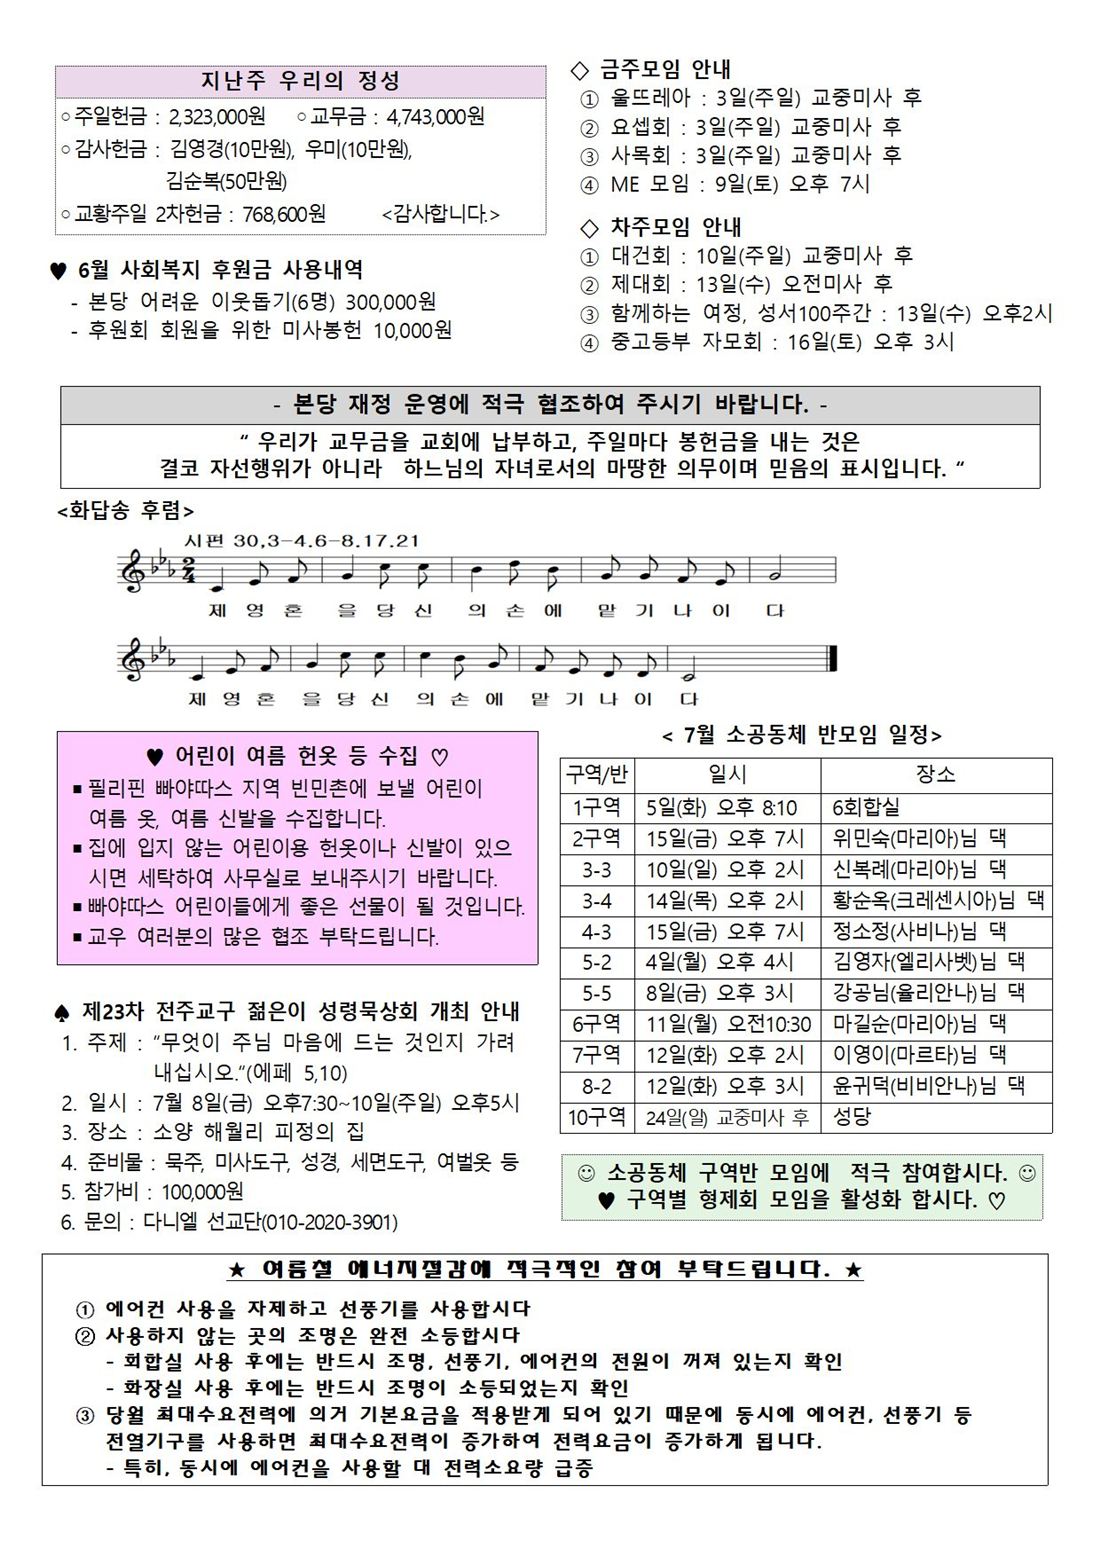 지난주 우리의 정성
○ 주일헌금 : 2,323,000원 ○ 교무금 : 4,743,000원
○ 감사헌금 : 김영경(10만원), 우미(10만원),
김순복(50만원)
○ 교황주일 2차헌금 : 768,600원 <감사합니다.>
♥ 6월 사회복지 후원금 사용내역
- 본당 어려운 이웃돕기(6명) 300,000원
- 후원회 회원을 위한 미사봉헌 10,000원
◇ 금주모임 안내
① 울뜨레아 : 3일(주일) 교중미사 후
② 요셉회 : 3일(주일) 교중미사 후
③ 사목회 : 3일(주일) 교중미사 후
④ ME 모임 : 9일(토) 오후 7시
◇ 차주모임 안내
① 대건회 : 10일(주일) 교중미사 후
② 제대회 : 13일(수) 오전미사 후
③ 함께하는 여정, 성서100주간 : 13일(수) 오후2시
④ 중고등부 자모회 : 16일(토) 오후 3시
- 본당 재정 운영에 적극 협조하여 주시기 바랍니다. -
“ 우리가 교무금을 교회에 납부하고, 주일마다 봉헌금을 내는 것은
결코 자선행위가 아니라 하느님의 자녀로서의 마땅한 의무이며 믿음의 표시입니다. “
<화답송 후렴>
시편 30,3-4.6-8.17.21
2
4
제 영 혼 을 당 신 의 손 에 맡 기 나 이 다
제 영 혼 을 당 신 의 손 에 맡 기 나 이 다
♥ 어린이 여름 헌옷 등 수집 ♡
■ 필리핀 빠야따스 지역 빈민촌에 보낼 어린이
여름 옷, 여름 신발을 수집합니다.
■ 집에 입지 않는 어린이용 헌옷이나 신발이 있으
시면 세탁하여 사무실로 보내주시기 바랍니다.
■ 빠야따스 어린이들에게 좋은 선물이 될 것입니다.
■ 교우 여러분의 많은 협조 부탁드립니다.
♠ 제23차 전주교구 젊은이 성령묵상회 개최 안내
1. 주제 : “무엇이 주님 마음에 드는 것인지 가려
내십시오.“(에페 5,10)
2. 일시 : 7월 8일(금) 오후7:30~10일(주일) 오후5시
3. 장소 : 소양 해월리 피정의 집
4. 준비물 : 묵주, 미사도구, 성경, 세면도구, 여벌옷 등
5. 참가비 : 100,000원
6. 문의 : 다니엘 선교단(010-2020-3901)
< 7월 소공동체 반모임 일정>
구역/반 일시 장소
1구역 5일(화) 오후 8:10 6회합실
2구역 15일(금) 오후 7시 위민숙(마리아)님 댁
3-3 10일(일) 오후 2시 신복례(마리아)님 댁
3-4 14일(목) 오후 2시 황순옥(크레센시아)님 댁
4-3 15일(금) 오후 7시 정소정(사비나)님 댁
5-2 4일(월) 오후 4시 김영자(엘리사벳)님 댁
5-5 8일(금) 오후 3시 강공님(율리안나)님 댁
6구역 11일(월) 오전10:30 마길순(마리아)님 댁
7구역 12일(화) 오후 2시 이영이(마르타)님 댁
8-2 12일(화) 오후 3시 윤귀덕(비비안나)님 댁
10구역 24일(일) 교중미사 후 성당
☺ 소공동체 구역반 모임에 적극 참여합시다. ☺
♥ 구역별 형제회 모임을 활성화 합시다. ♡
★ 여름철 에너지절감에 적극적인 참여 부탁드립니다. ★
① 에어컨 사용을 자제하고 선풍기를 사용합시다
② 사용하지 않는 곳의 조명은 완전 소등합시다
- 회합실 사용 후에는 반드시 조명, 선풍기, 에어컨의 전원이 꺼져 있는지 확인
- 화장실 사용 후에는 반드시 조명이 소등되었는지 확인
③ 당월 최대수요전력에 의거 기본요금을 적용받게 되어 있기 때문에 동시에 에어컨, 선풍기 등
전열기구를 사용하면 최대수요전력이 증가하여 전력요금이 증가하게 됩니다.
- 특히, 동시에 에어컨을 사용할 대 전력소요량 급증